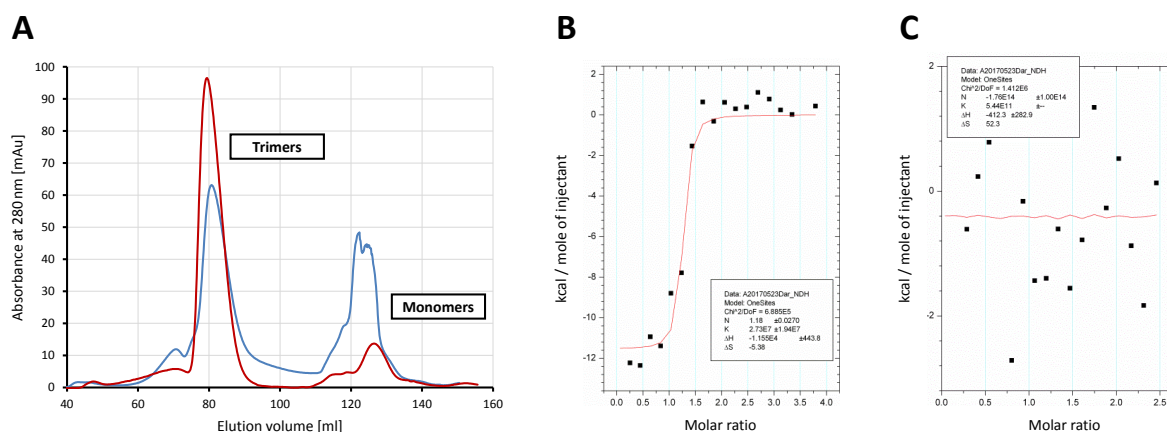 A
Absorbance at 280 nm [mAu]
100
90
80
70
60
50
40
30
20
10
0
Trimers
Monomers
40 60 80 100 120 140 160
Elution volume [ml]
B
kcal / mole of injectant
2
0
-2
-4
-6
-8
-10
-12
Data: A20170523Dar_NDH
Model: OneSites
Chi^2/DoF = 6.885E5
N 1.18 ±0.0270
K 2.73E7 ±1.94E7
ΔH -1.155E4 ±443.8
ΔS -5.38
0.0 0.5 1.0 1.5 2.0 2.5 3.0 3.5 4.0
Molar ratio
C
kcal / mole of injectant
2
0
-2
Data: A20170523Dar_NDH
Model: OneSites
Chi^2/DoF = 1.412E6
N -1.76E14 ±1.00E14
K 5.44E11 ±--
ΔH -412.3 ±282.9
ΔS 52.3
0.0 0.5 1.0 1.5 2.0 2.5
Molar ratio